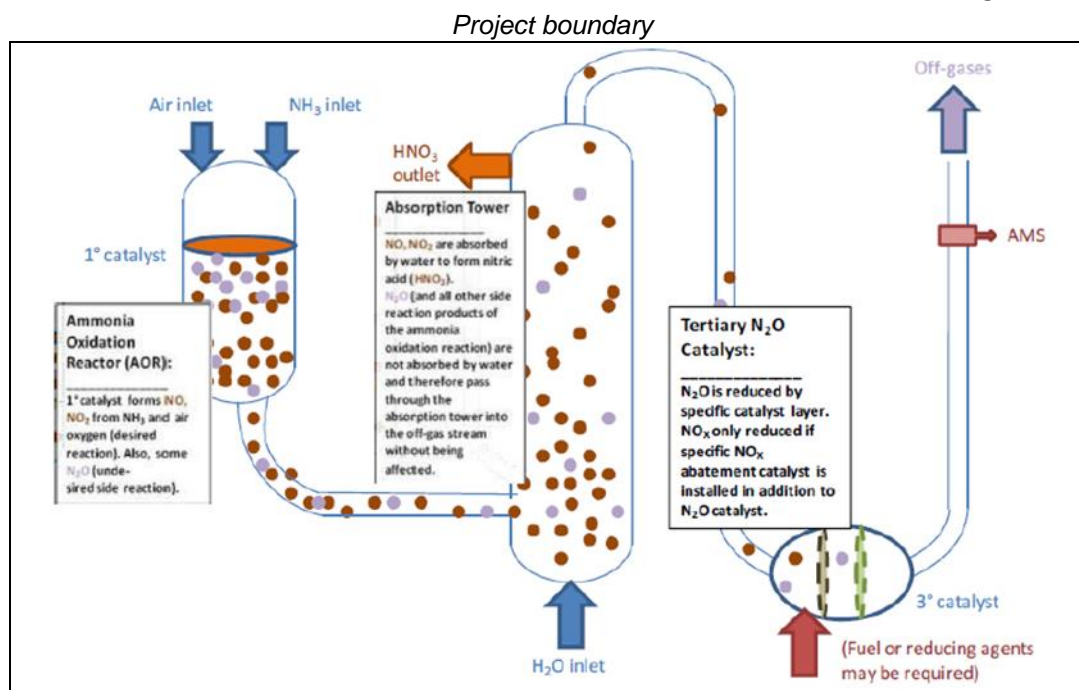 Project boundary
Off-gases
Air inlet
NH₃ inlet
HNO₃
outlet
Absorption Tower
NO, NO₂ are absorbed
by water to form nitric
acid (HNO₃).
N₂O (and all other side
reaction products of
the ammonia
oxidation reaction) are
not absorbed by water
and therefore pass
through the
absorption tower into
the off-gas stream
without being
affected.
AMS
1° catalyst
Ammonia
Oxidation
Reactor (AOR):
1° catalyst forms NO,
NO₂ from NH₃ and air
oxygen (desired
reaction). Also, some
N₂O (unde-
sired side reaction).
Tertiary N₂O
Catalyst:
N₂O is reduced by
specific catalyst layer.
NOₓ only reduced if
specific NOₓ
abatement catalyst is
installed in addition to
N₂O catalyst.
3° catalyst
H₂O inlet
(Fuel or reducing agents
may be required)